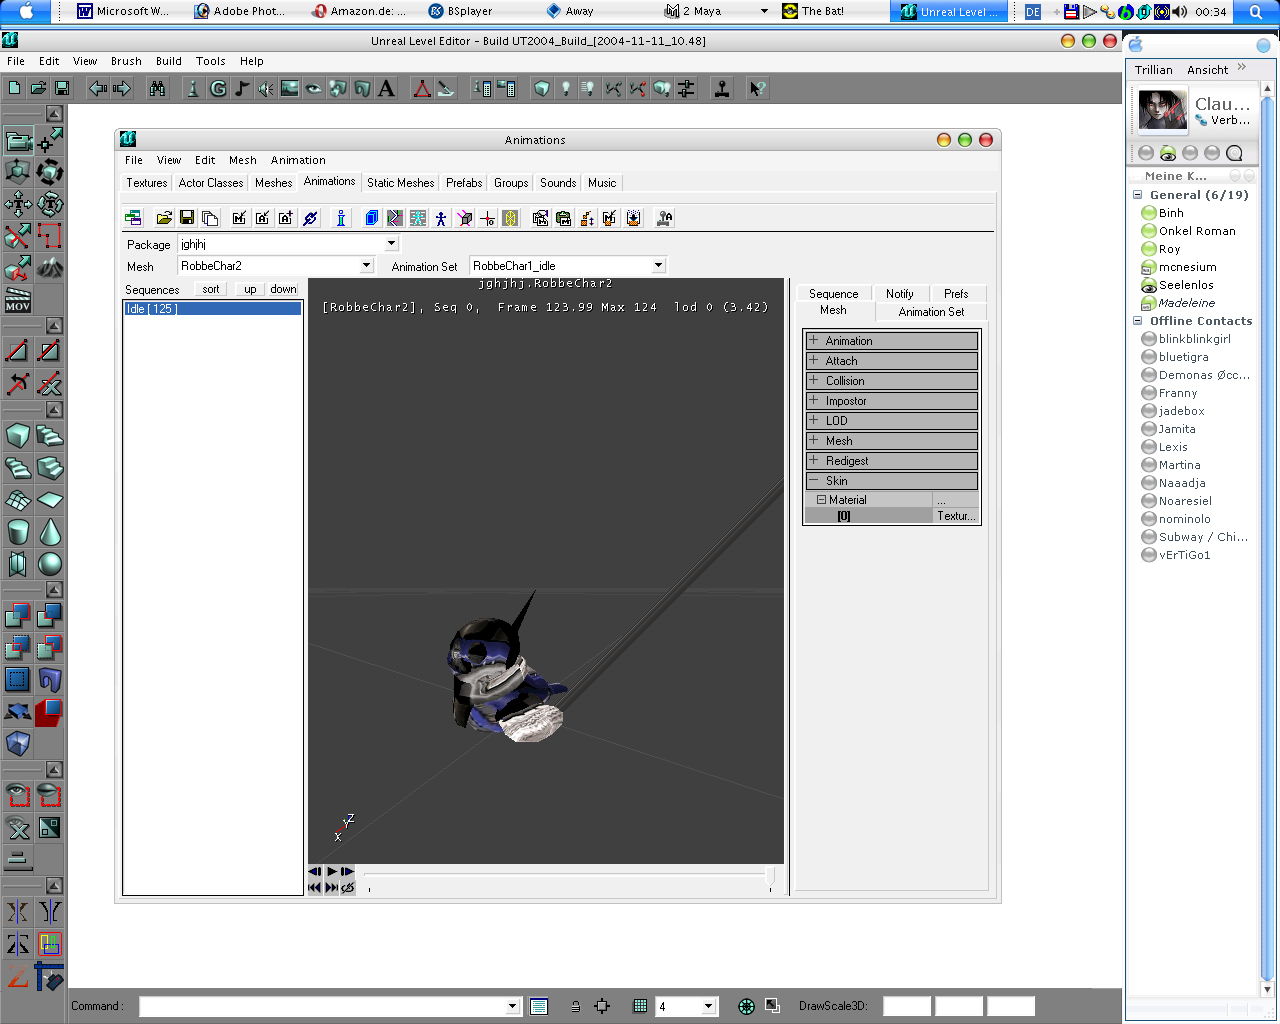 Microsoft W...
Adobe Phot...
Amazon.de: ...
BSplayer
Away
2 Maya
The Bat!
Unreal Level ...
DE
00:34
Unreal Level Editor - Build UT2004_Build_[2004-11-11_10.48]
File Edit View Brush Build Tools Help
Animations
File View Edit Mesh Animation
Textures Actor Classes Meshes Animations Static Meshes Prefabs Groups Sounds Music
Package jghjhj
Mesh RobbeChar2 Animation Set RobbeChar1_idle
Sequences sort up down
Idle [ 125 ]
jghjhj.RobbeChar2
[RobbeChar2], Seq 0, Frame 123.99 Max 124 lod 0 (3.42)
X Y Z
Sequence Notify Prefs
Mesh Animation Set
Animation
Attach
Collision
Impostor
LOD
Mesh
Redigest
Skin
Material ...
[0] Textur...
MOV
Command :
4
DrawScale3D:
Trillian Ansicht »
Clau...
Verb...
Meine K...
General (6/19)
Binh
Onkel Roman
Roy
mcnesium
Seelenlos
Madeleine
Offline Contacts
blinkblinkgirl
bluetigra
Demonas Øcc...
Franny
jadebox
Jamita
Lexis
Martina
Naaadja
Noaresiel
nominolo
Subway / Chi...
vErTiGo1